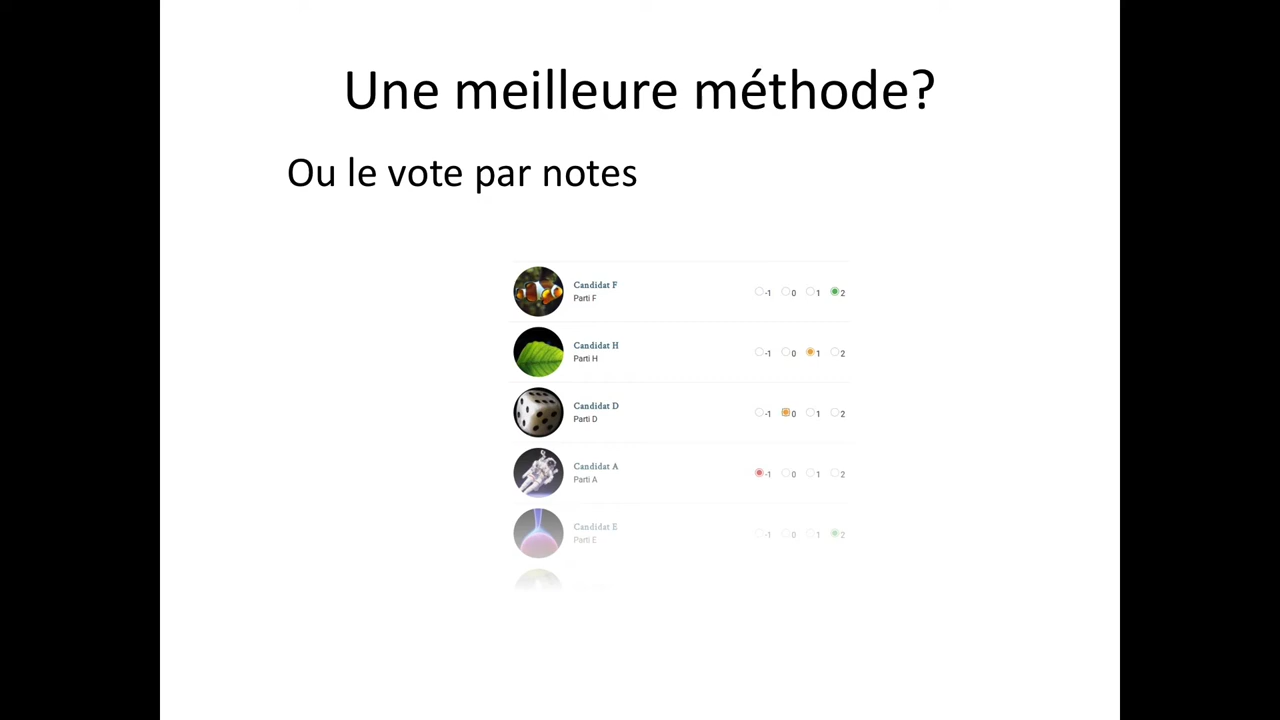 Une meilleure méthode?
Ou le vote par notes
Candidat F
Parti F
-1 0 1 2
Candidat H
Parti H
-1 0 1 2
Candidat D
Parti D
-1 0 1 2
Candidat A
Parti A
-1 0 1 2
Candidat E
Parti E
-1 0 1 2